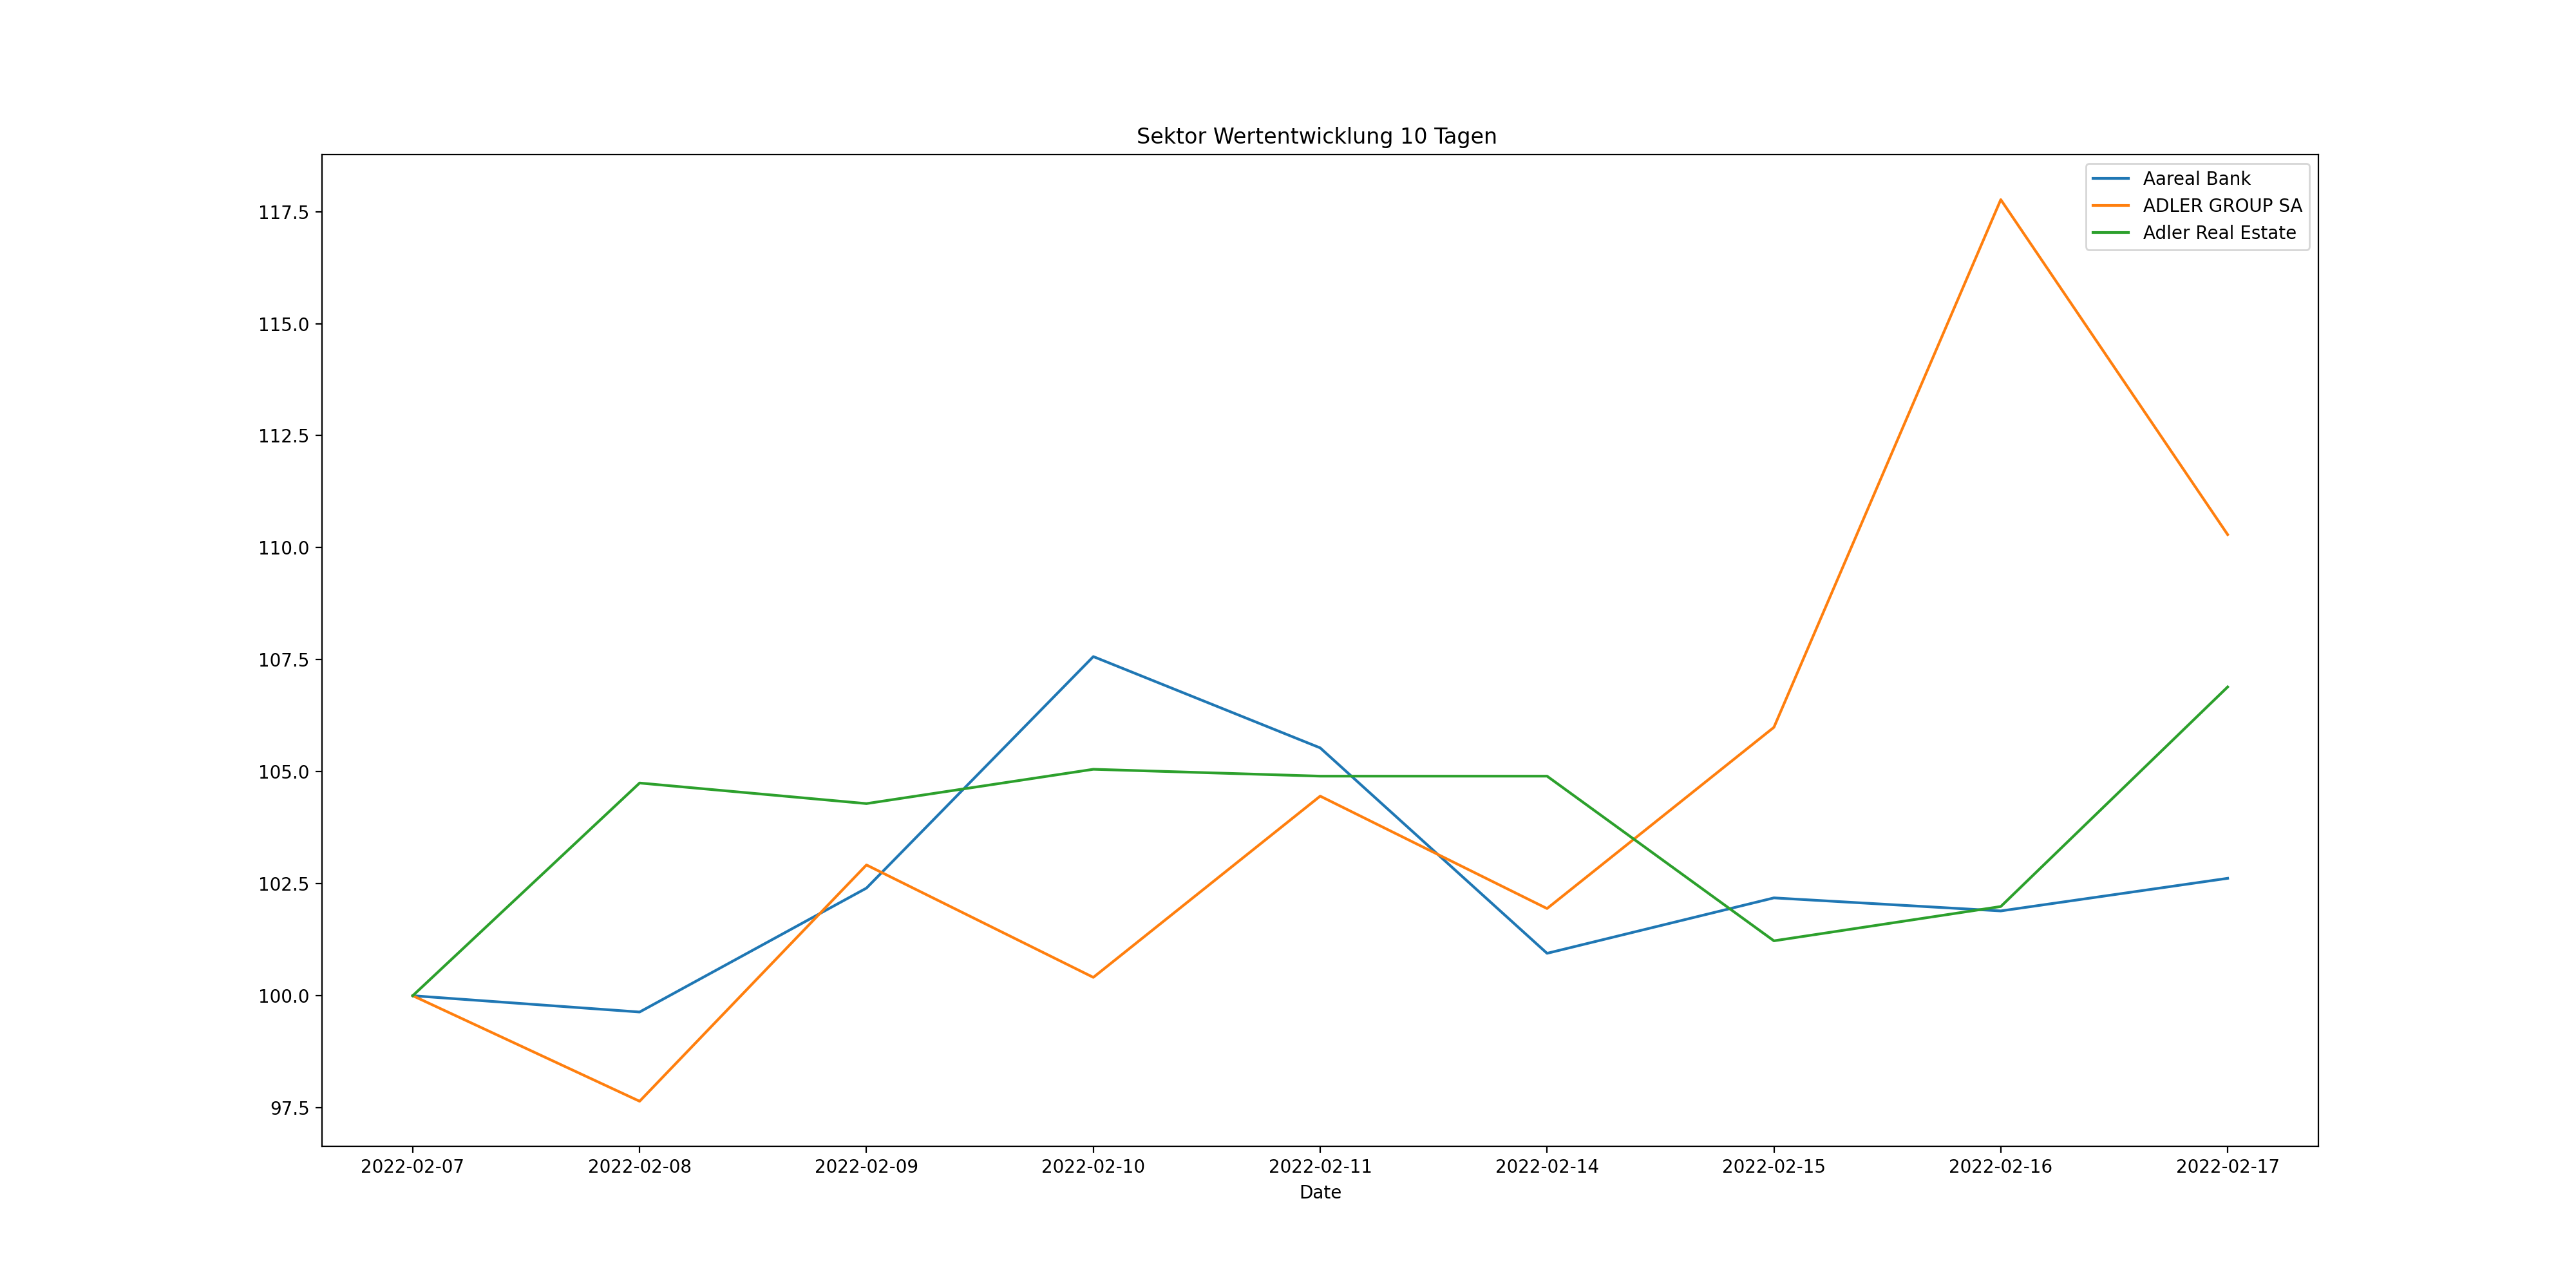 Sektor Wertentwicklung 10 Tagen
Aareal Bank
ADLER GROUP SA
Adler Real Estate
117.5
115.0
112.5
110.0
107.5
105.0
102.5
100.0
97.5
2022-02-07 2022-02-08 2022-02-09 2022-02-10 2022-02-11 2022-02-14 2022-02-15 2022-02-16 2022-02-17
Date